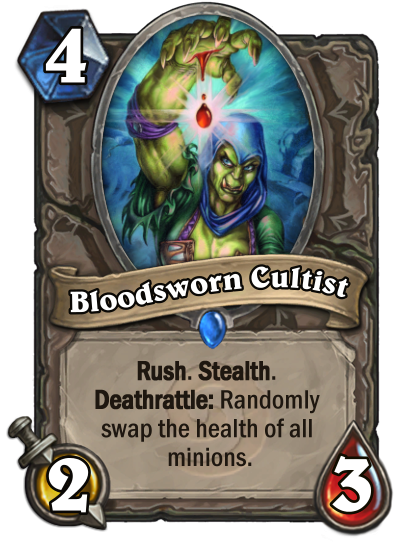 4
Bloodsworn Cultist
Rush. Stealth.
Deathrattle: Randomly
swap the health of all
minions.
2
3